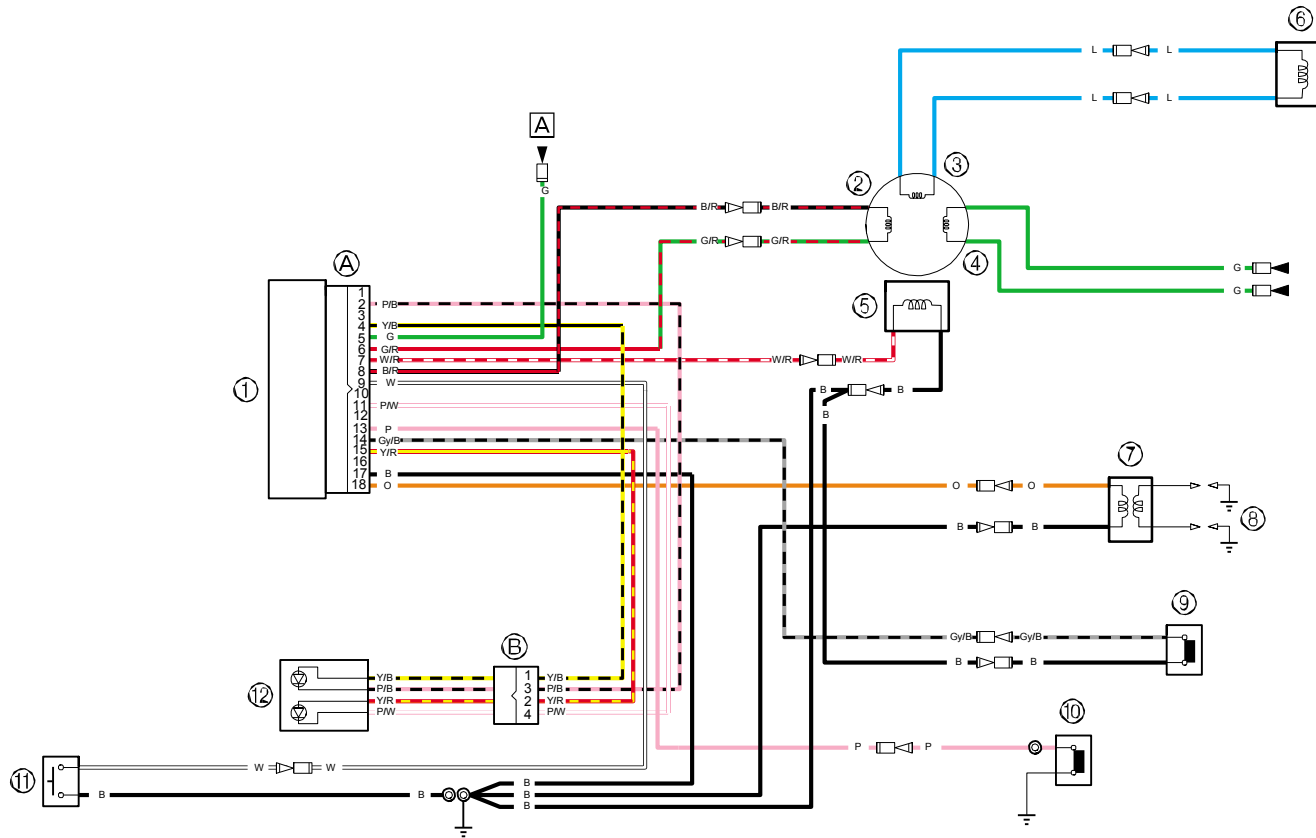 ⑥
L L
L L
A
G
③
②
B/R B/R
G/R G/R
④
G
G
Ⓐ
1
2 P/B
3
4 Y/B
5 G
6 G/R
7 W/R W/R W/R
8 B/R
9 W
10
11 P/W
12
13 P
14 Gy/B
15 Y/R
16
17 B
18 O
①
⑤
B B
B
⑦
O O
⑧
B B
⑨
Gy/B Gy/B
B B
Ⓑ
⑫
Y/B 1 Y/B
P/B 3 P/B
Y/R 2 Y/R
P/W 4 P/W
⑩
P P
⑪
W W
B B
B
B
B